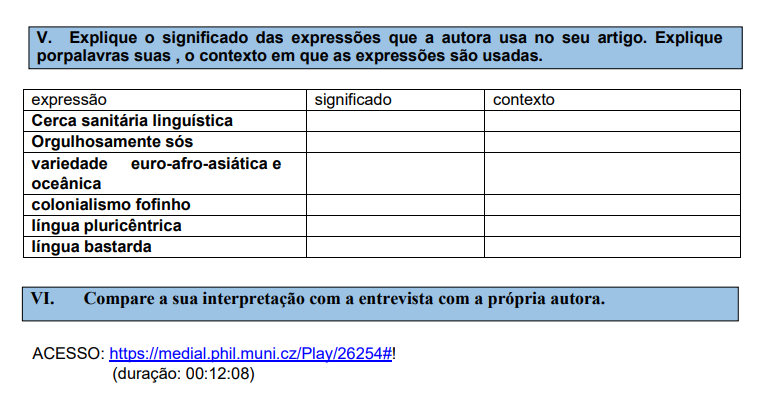 V. Explique o significado das expressões que a autora usa no seu artigo. Explique
porpalavras suas , o contexto em que as expressões são usadas.
expressão significado contexto
Cerca sanitária linguística
Orgulhosamente sós
variedade euro-afro-asiática e
oceânica
colonialismo fofinho
língua pluricêntrica
língua bastarda
VI. Compare a sua interpretação com a entrevista com a própria autora.
ACESSO: https://medial.phil.muni.cz/Play/26254#!
(duração: 00:12:08)